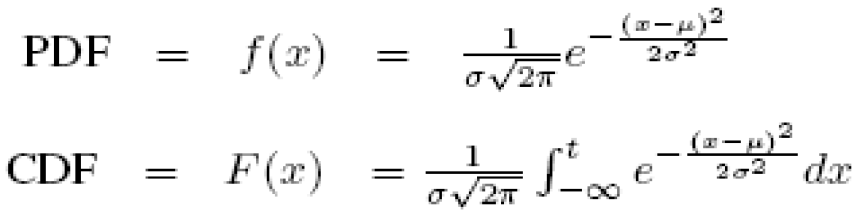 PDF = f(x) = \frac{1}{\sigma\sqrt{2\pi}} e^{-\frac{(x-\mu)^2}{2\sigma^2}}
CDF = F(x) = \frac{1}{\sigma\sqrt{2\pi}} \int_{-\infty}^{t} e^{-\frac{(x-\mu)^2}{2\sigma^2}} dx